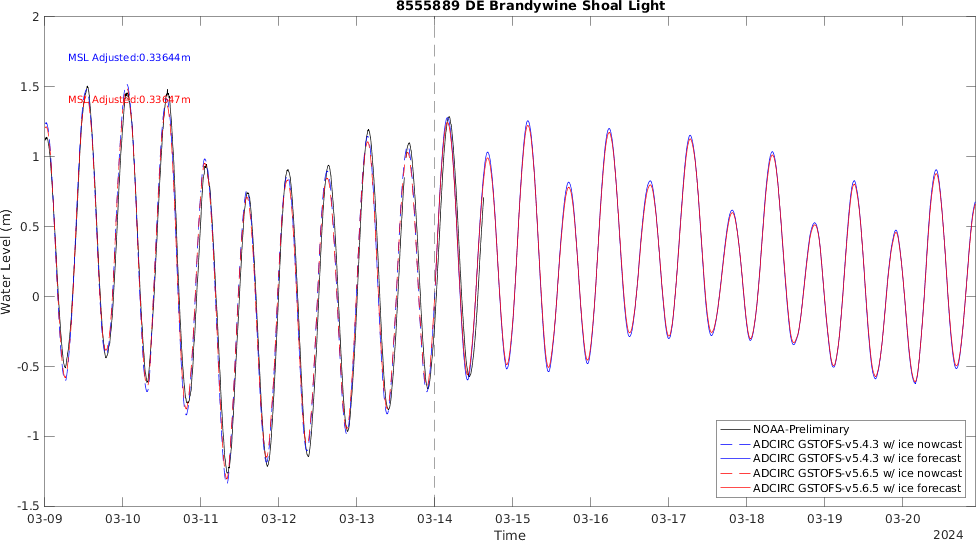 8555889 DE Brandywine Shoal Light
2
1.5
1
0.5
0
-0.5
-1
-1.5
Water Level (m)
MSL Adjusted:0.33644m
MSL Adjusted:0.33647m
NOAA-Preliminary
ADCIRC GSTOFS-v5.4.3 w/ ice nowcast
ADCIRC GSTOFS-v5.4.3 w/ ice forecast
ADCIRC GSTOFS-v5.6.5 w/ ice nowcast
ADCIRC GSTOFS-v5.6.5 w/ ice forecast
03-09 03-10 03-11 03-12 03-13 03-14 03-15 03-16 03-17 03-18 03-19 03-20
Time
2024